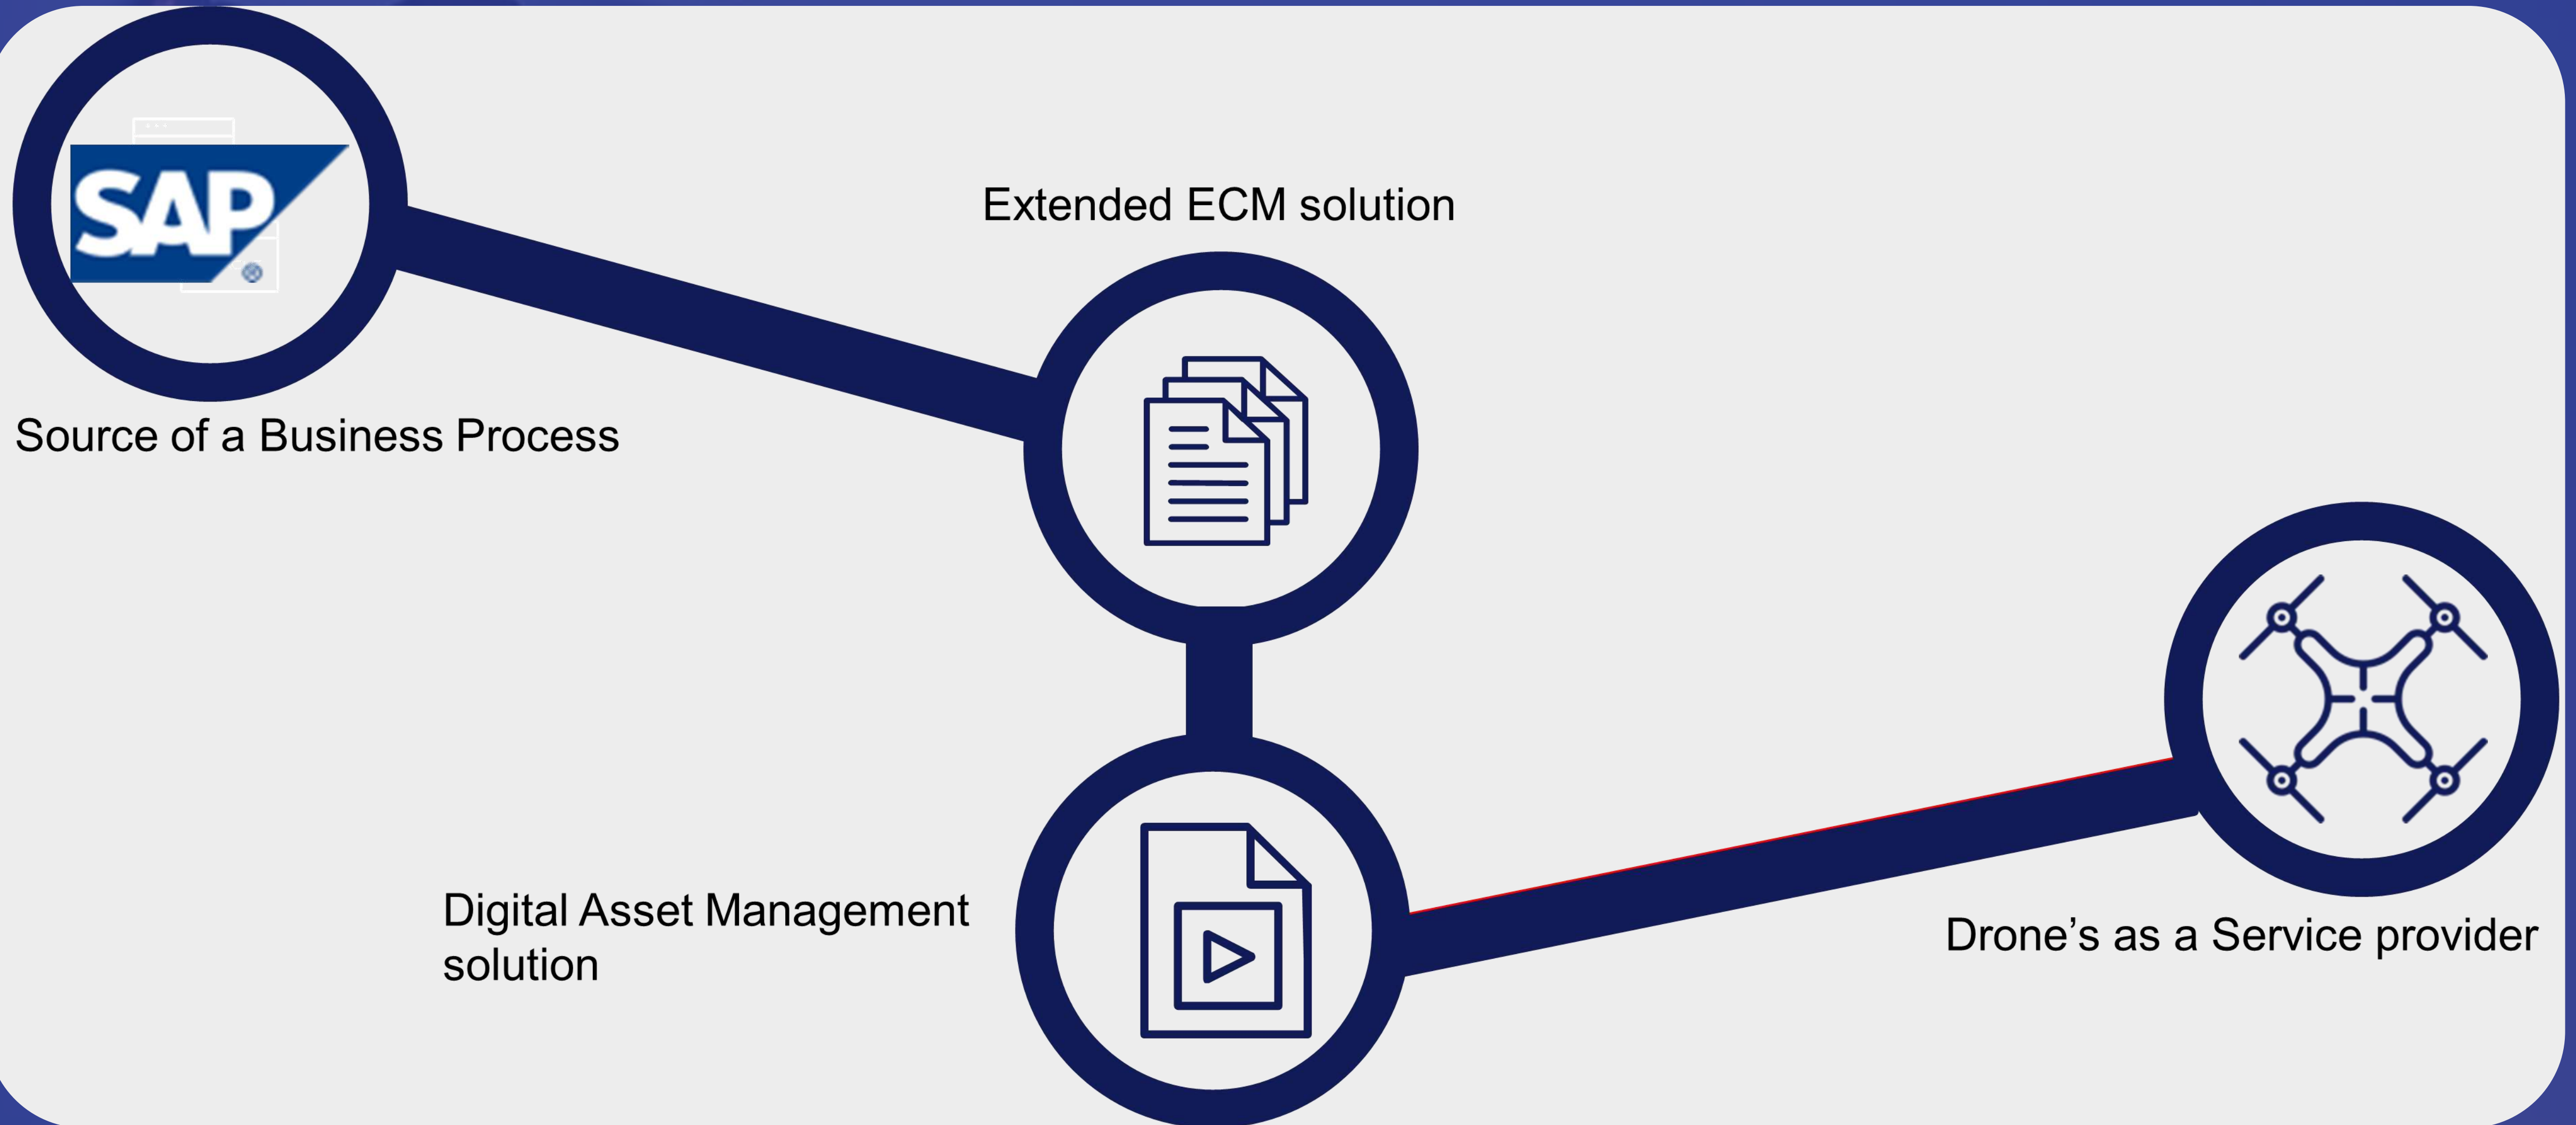 SAP
®
Extended ECM solution
Source of a Business Process
Digital Asset Management
solution
Drone’s as a Service provider